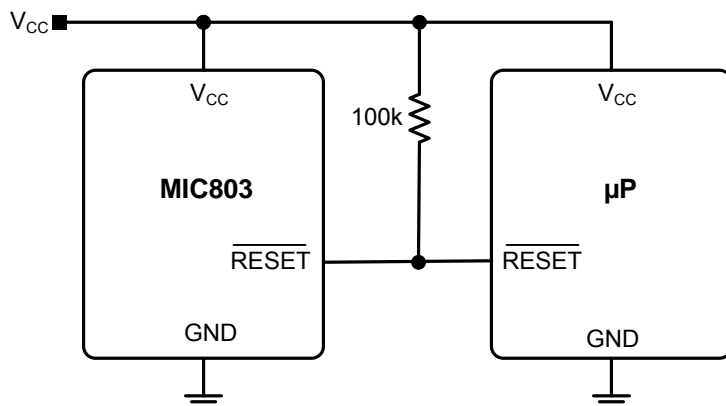 VCC
VCC
VCC
100k
MIC803
µP
RESET
RESET
GND
GND